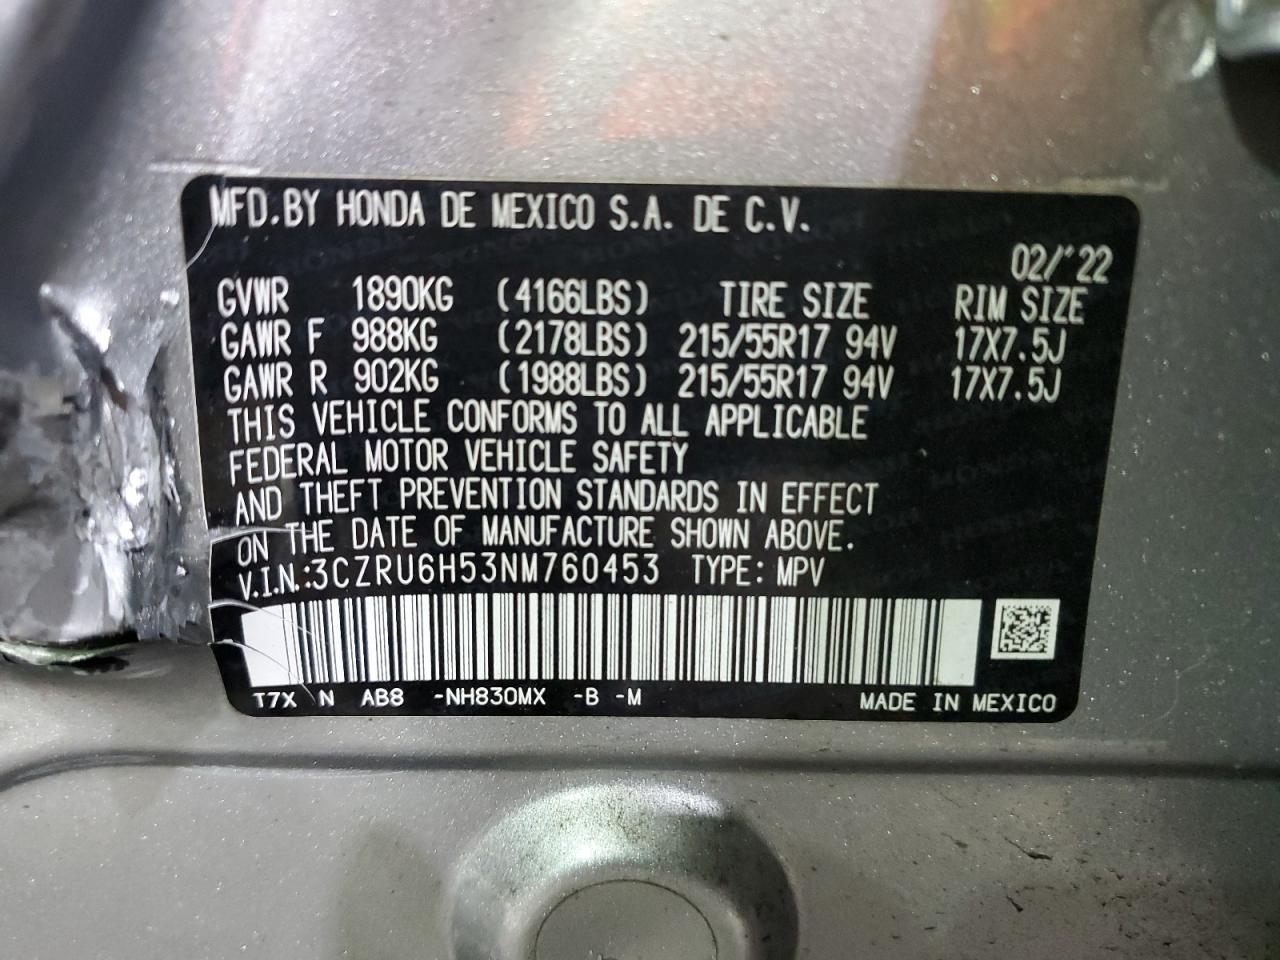 MFD.BY HONDA DE MEXICO S.A. DE C.V.
02/'22
GVWR 1890KG (4166LBS) TIRE SIZE RIM SIZE
GAWR F 988KG (2178LBS) 215/55R17 94V 17X7.5J
GAWR R 902KG (1988LBS) 215/55R17 94V 17X7.5J
THIS VEHICLE CONFORMS TO ALL APPLICABLE
FEDERAL MOTOR VEHICLE SAFETY
AND THEFT PREVENTION STANDARDS IN EFFECT
ON THE DATE OF MANUFACTURE SHOWN ABOVE.
V.I.N.:3CZRU6H53NM760453 TYPE: MPV
T7X N AB8 -NH830MX -B -M MADE IN MEXICO